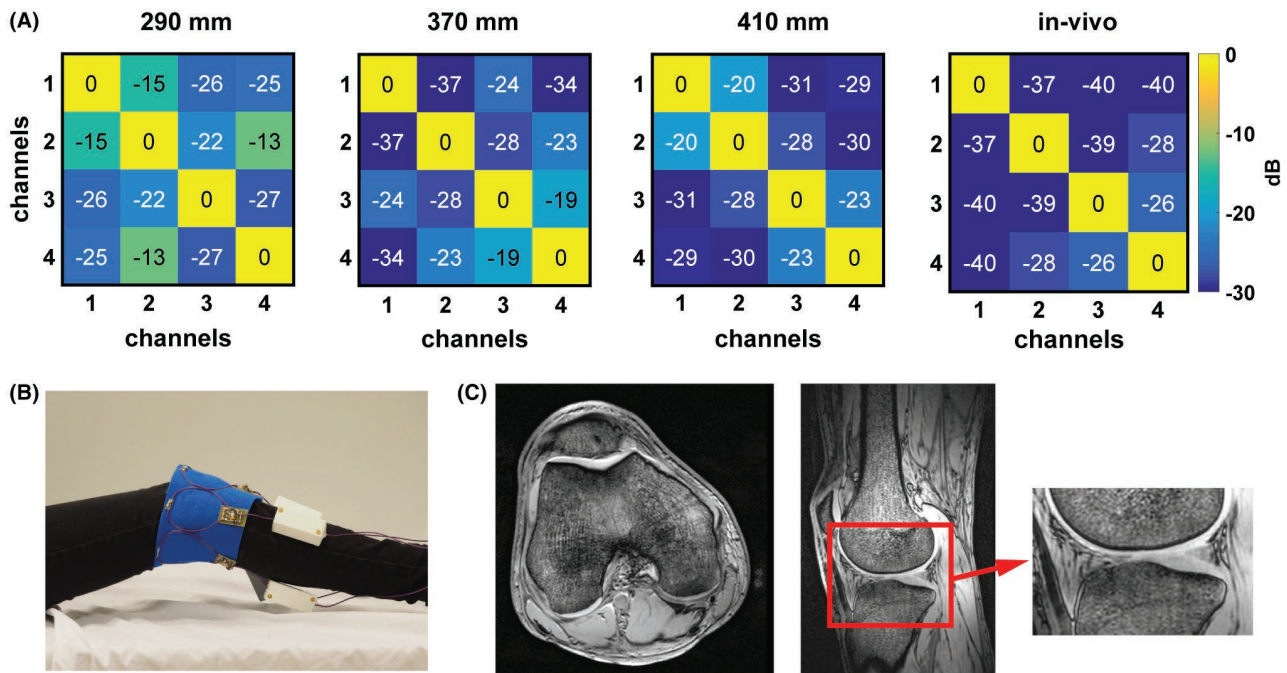 (A)
290 mm
370 mm
410 mm
in-vivo
channels
1 0 -15 -26 -25
2 -15 0 -22 -13
3 -26 -22 0 -27
4 -25 -13 -27 0
1 2 3 4
channels
1 0 -37 -24 -34
2 -37 0 -28 -23
3 -24 -28 0 -19
4 -34 -23 -19 0
1 2 3 4
channels
1 0 -20 -31 -29
2 -20 0 -28 -30
3 -31 -28 0 -23
4 -29 -30 -23 0
1 2 3 4
channels
1 0 -37 -40 -40
2 -37 0 -39 -28
3 -40 -39 0 -26
4 -40 -28 -26 0
1 2 3 4
channels
0
-10
-20
-30
dB
(B)
(C)